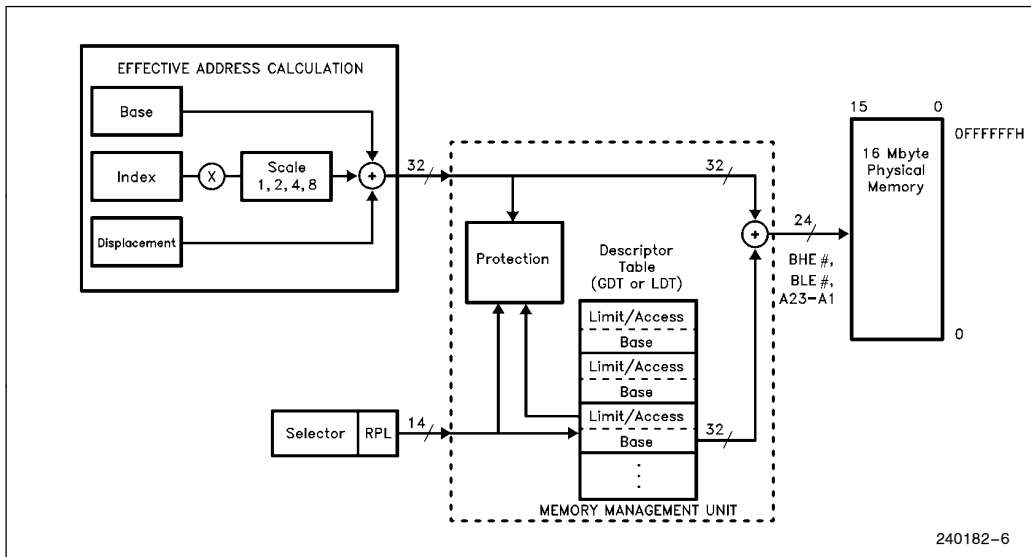 EFFECTIVE ADDRESS CALCULATION
Base
Index
X
Scale
1, 2, 4, 8
+
Displacement
32
32
Protection
Descriptor
Table
(GDT or LDT)
Limit/Access
Base
Limit/Access
Base
Limit/Access
Base
32
+
24
BHE #,
BLE #,
A23-A1
15
0
0FFFFFFH
16 Mbyte
Physical
Memory
0
Selector
RPL
14
MEMORY MANAGEMENT UNIT
240182-6